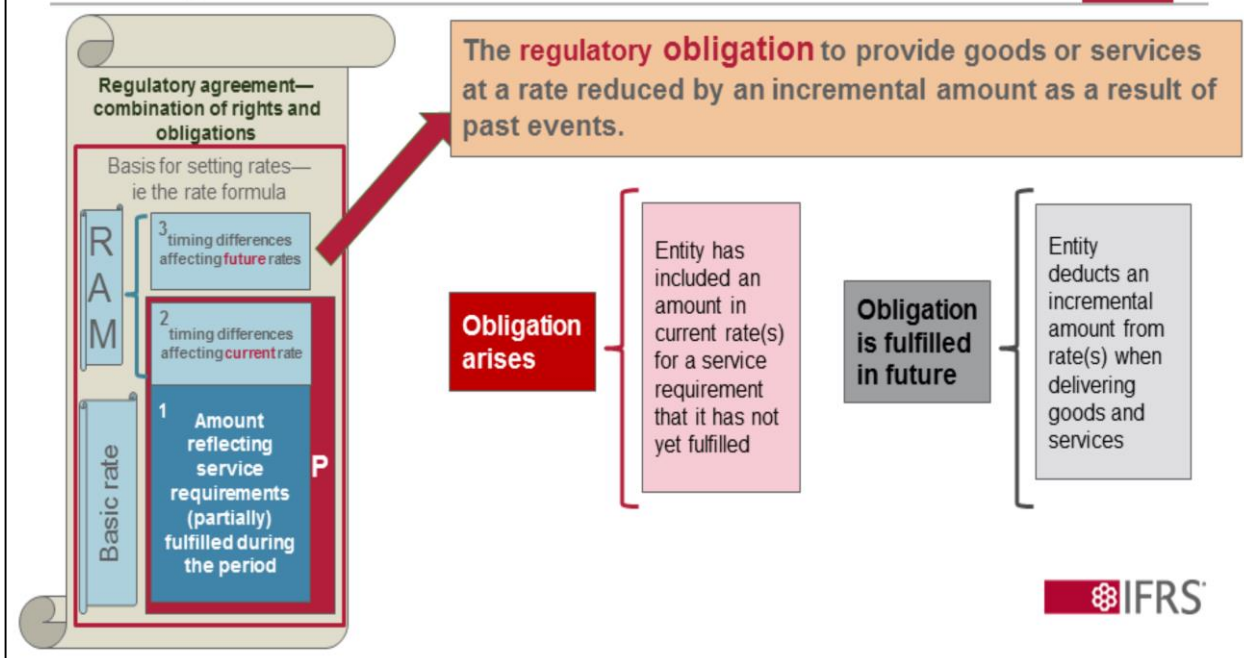 The regulatory obligation to provide goods or services
at a rate reduced by an incremental amount as a result of
past events.
Regulatory agreement—
combination of rights and
obligations
Basis for setting rates—
ie the rate formula
RAM
3
timing differences
affecting future rates
2
timing differences
affecting current rate
Basic rate
1
Amount
reflecting
service
requirements
(partially)
fulfilled during
the period
P
Obligation
arises
Entity has
included an
amount in
current rate(s)
for a service
requirement
that it has not
yet fulfilled
Obligation
is fulfilled
in future
Entity
deducts an
incremental
amount from
rate(s) when
delivering
goods and
services
IFRS